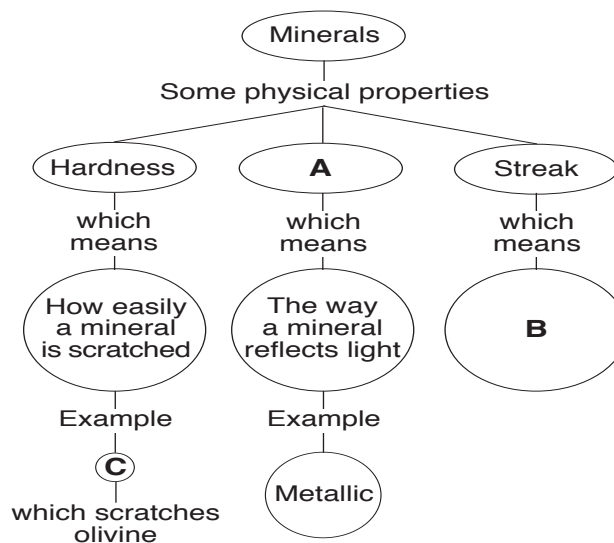 Minerals
Some physical properties
Hardness
A
Streak
which
means
which
means
which
means
How easily
a mineral
is scratched
The way
a mineral
reflects light
B
Example
Example
C
Metallic
which scratches
olivine